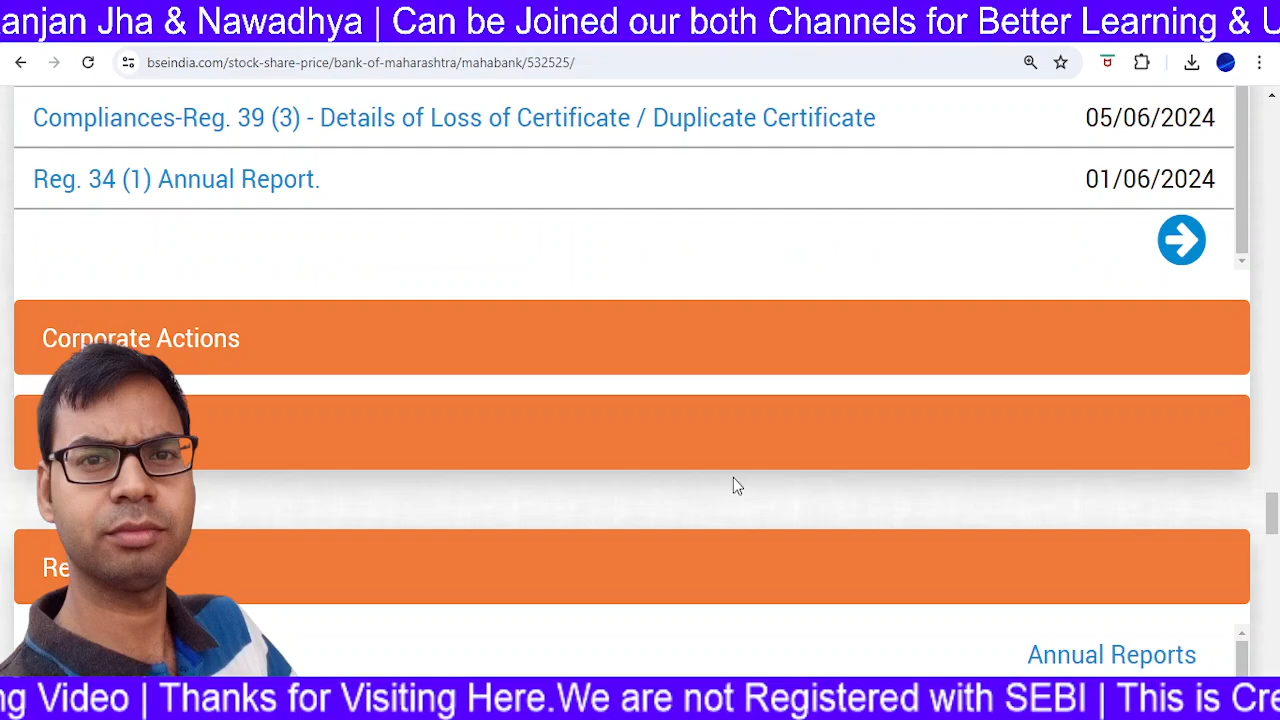 anjan Jha & Nawadhya | Can be Joined our both Channels for Better Learning & U
bseindia.com/stock-share-price/bank-of-maharashtra/mahabank/532525/
Compliances-Reg. 39 (3) - Details of Loss of Certificate / Duplicate Certificate 05/06/2024
Reg. 34 (1) Annual Report. 01/06/2024
Corporate Actions
Re
Annual Reports
ng Video | Thanks for Visiting Here.We are not Registered with SEBI | This is Cre